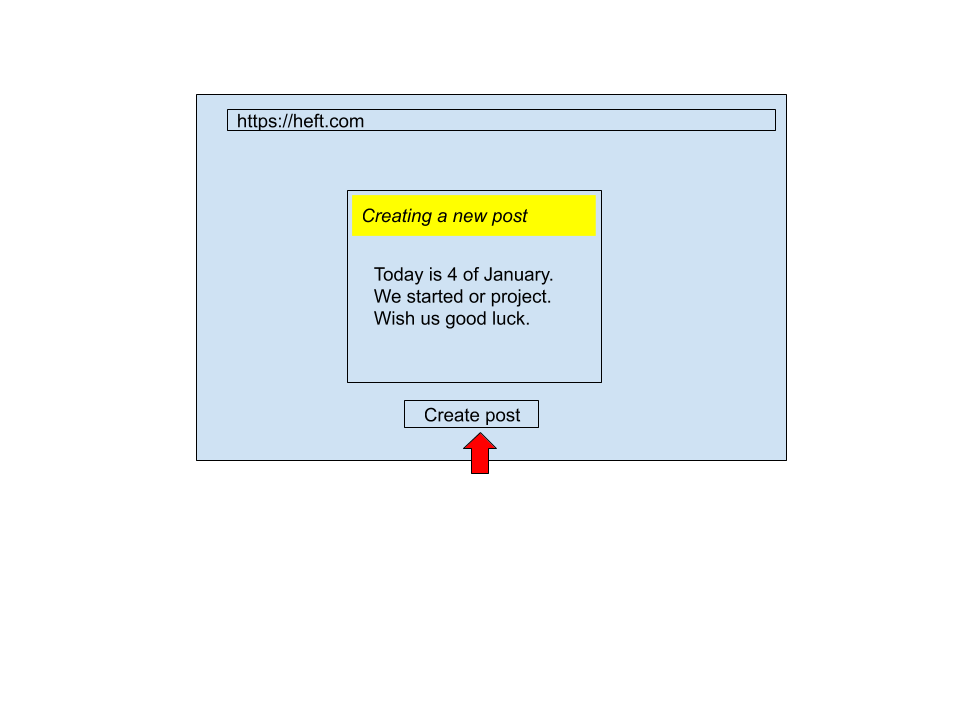 https://heft.com
Creating a new post
Today is 4 of January.
We started or project.
Wish us good luck.
Create post